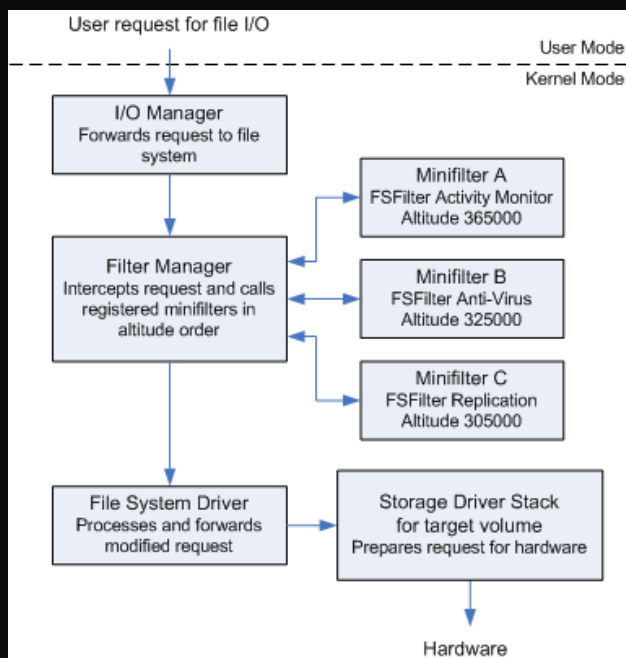 User request for file I/O
User Mode
Kernel Mode
I/O Manager
Forwards request to file
system
Minifilter A
FSFilter Activity Monitor
Altitude 365000
Filter Manager
Intercepts request and calls
registered minifilters in
altitude order
Minifilter B
FSFilter Anti-Virus
Altitude 325000
Minifilter C
FSFilter Replication
Altitude 305000
File System Driver
Processes and forwards
modified request
Storage Driver Stack
for target volume
Prepares request for hardware
Hardware